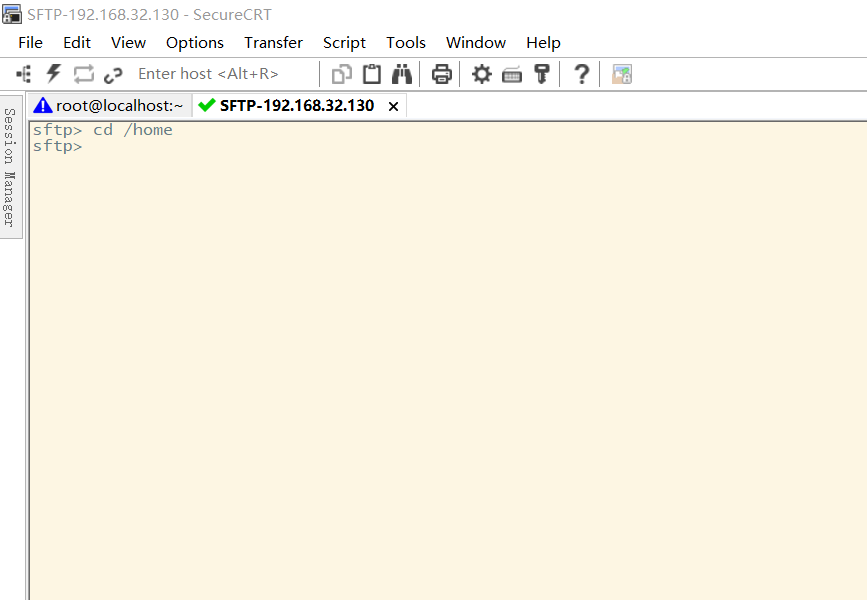 SFTP-192.168.32.130 - SecureCRT
File Edit View Options Transfer Script Tools Window Help
Enter host <Alt+R>
root@localhost:~ SFTP-192.168.32.130
Session Manager
sftp> cd /home
sftp>